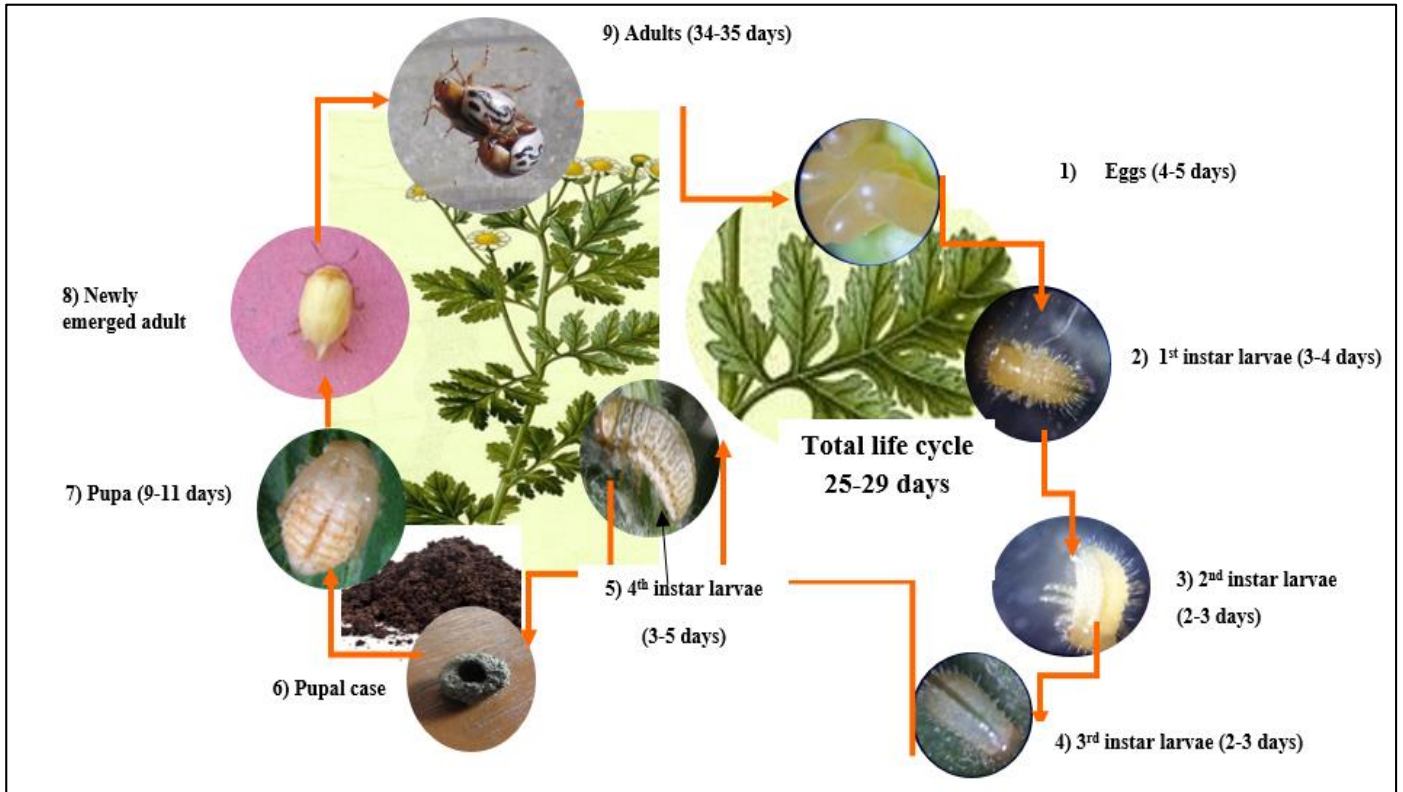 9) Adults (34-35 days)
1) Eggs (4-5 days)
2) 1st instar larvae (3-4 days)
3) 2nd instar larvae
(2-3 days)
4) 3rd instar larvae (2-3 days)
5) 4th instar larvae
(3-5 days)
6) Pupal case
7) Pupa (9-11 days)
8) Newly
emerged adult
Total life cycle
25-29 days